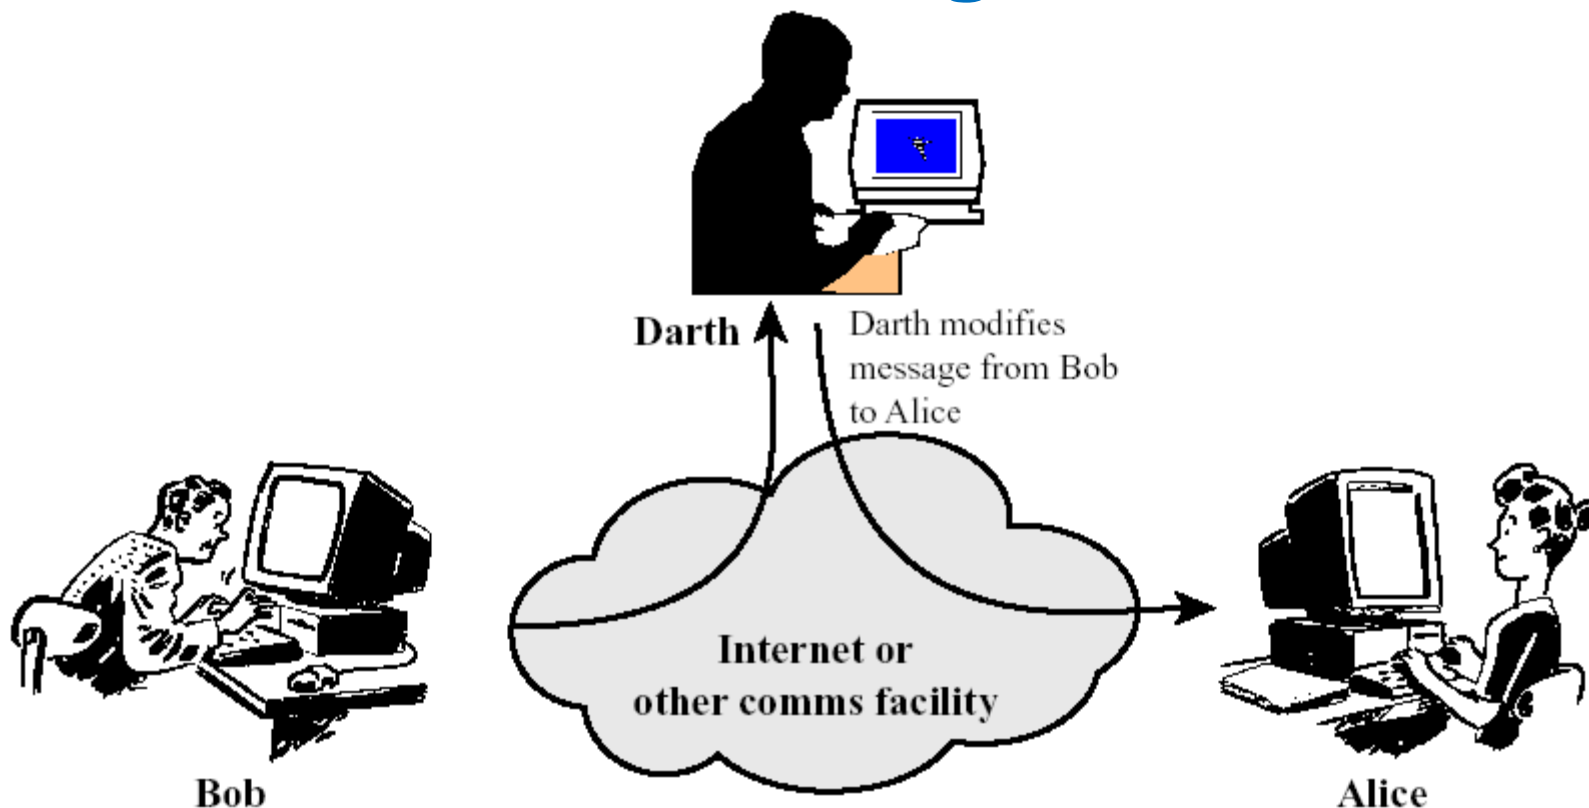 Darth
Darth modifies
message from Bob
to Alice
Internet or
other comms facility
Bob
Alice